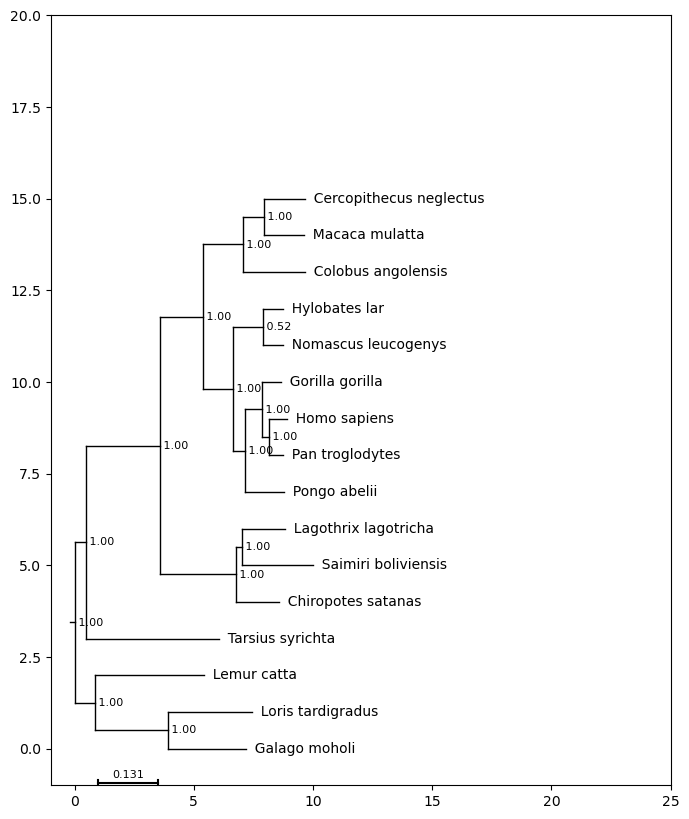 20.0
17.5
15.0
Cercopithecus neglectus
1.00
Macaca mulatta
1.00
Colobus angolensis
12.5
Hylobates lar
1.00
0.52
Nomascus leucogenys
10.0
Gorilla gorilla
1.00
1.00
Homo sapiens
1.00
1.00
1.00
Pan troglodytes
7.5
Pongo abelii
Lagothrix lagotricha
1.00
1.00
5.0
Saimiri boliviensis
1.00
Chiropotes satanas
1.00
Tarsius syrichta
2.5
Lemur catta
1.00
Loris tardigradus
1.00
0.0
Galago moholi
0.131
0 5 10 15 20 25